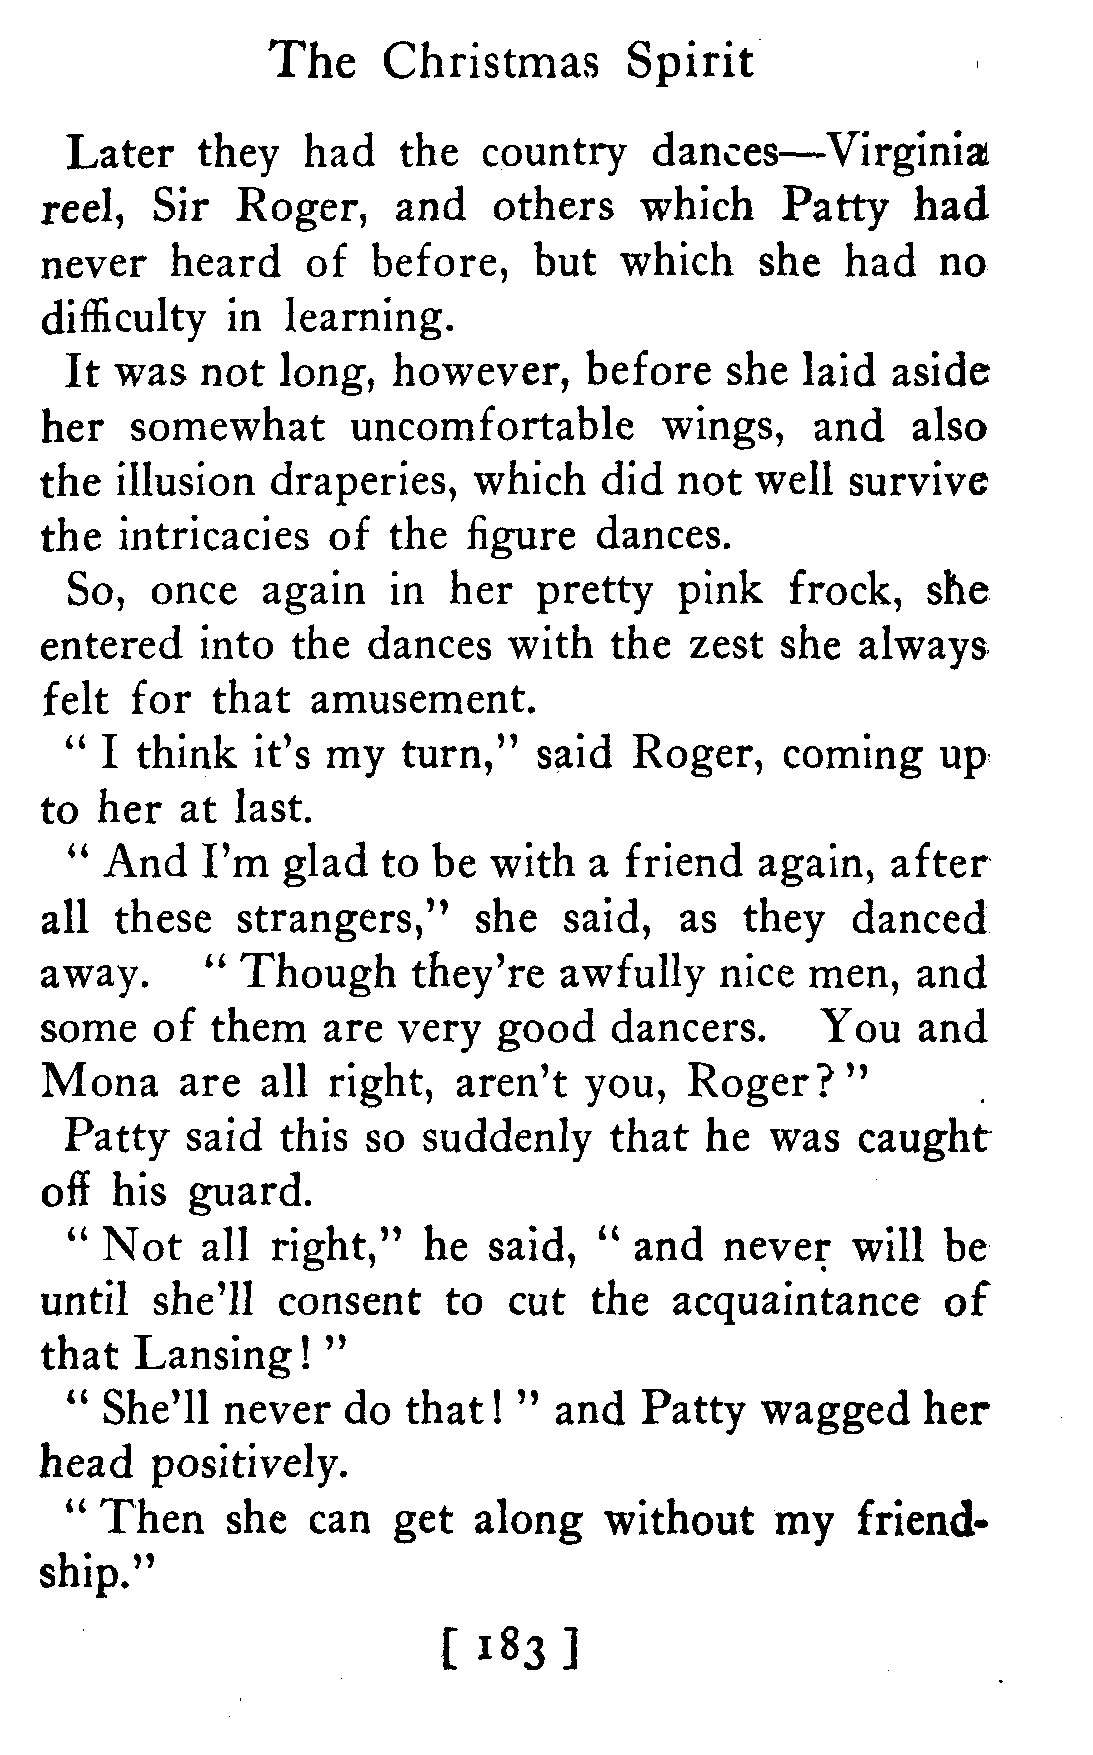 The Christmas Spirit
Later they had the country dances—Virginia
reel, Sir Roger, and others which Patty had
never heard of before, but which she had no
difficulty in learning.
It was not long, however, before she laid aside
her somewhat uncomfortable wings, and also
the illusion draperies, which did not well survive
the intricacies of the figure dances.
So, once again in her pretty pink frock, she
entered into the dances with the zest she always
felt for that amusement.
" I think it's my turn," said Roger, coming up
to her at last.
" And I'm glad to be with a friend again, after
all these strangers," she said, as they danced
away. " Though they're awfully nice men, and
some of them are very good dancers. You and
Mona are all right, aren't you, Roger? "
Patty said this so suddenly that he was caught
off his guard.
" Not all right," he said, " and never will be
until she'll consent to cut the acquaintance of
that Lansing! "
" She'll never do that! " and Patty wagged her
head positively.
" Then she can get along without my friend-
ship."
[ 183 ]